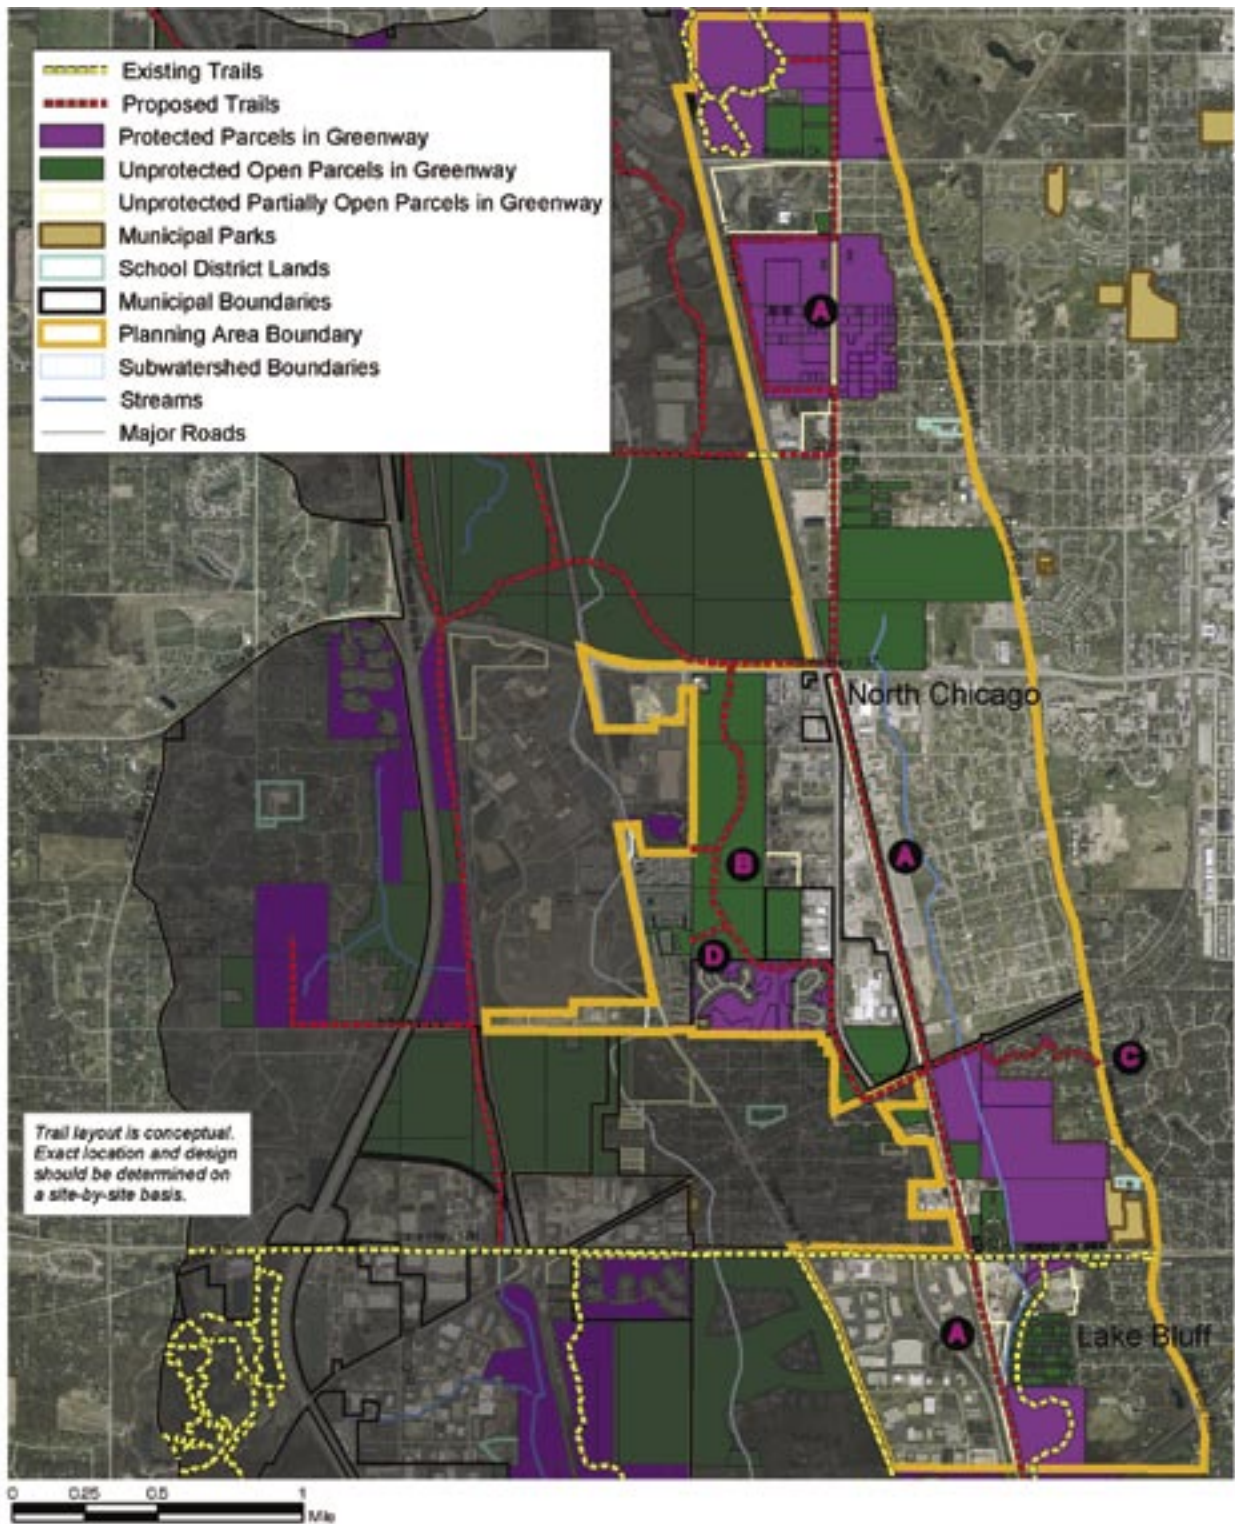 Existing Trails
Proposed Trails
Protected Parcels in Greenway
Unprotected Open Parcels in Greenway
Unprotected Partially Open Parcels in Greenway
Municipal Parks
School District Lands
Municipal Boundaries
Planning Area Boundary
Subwatershed Boundaries
Streams
Major Roads
A
North Chicago
A
B
D
C
Trail layout is conceptual.
Exact location and design
should be determined on
a site-by-site basis.
A
Lake Bluff
0 0.25 0.5 1
Mile